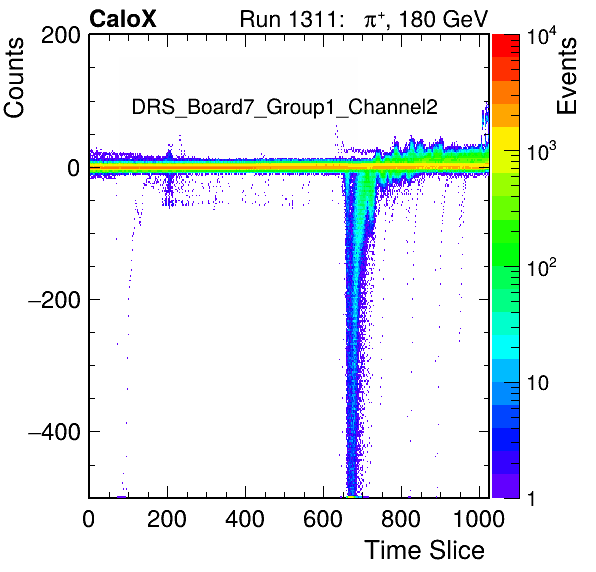 CaloX Run 1311: π⁺, 180 GeV
Counts
Events
DRS_Board7_Group1_Channel2
200
0
−200
−400
0 200 400 600 800 1000
Time Slice
10⁴
10³
10²
10
1